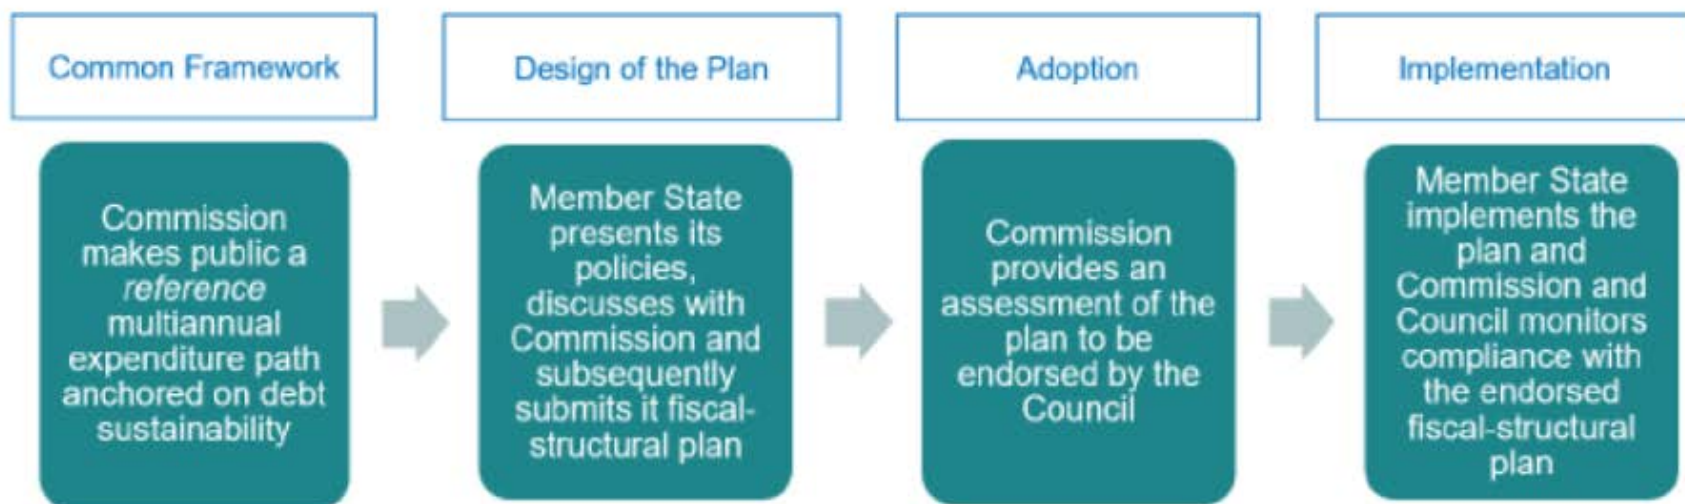 Common Framework
Design of the Plan
Adoption
Implementation
Commission
makes public a
reference
multiannual
expenditure path
anchored on debt
sustainability
Member State
presents its
policies,
discusses with
Commission and
subsequently
submits it fiscal-
structural plan
Commission
provides an
assessment of the
plan to be
endorsed by the
Council
Member State
implements the
plan and
Commission and
Council monitors
compliance with
the endorsed
fiscal-structural
plan